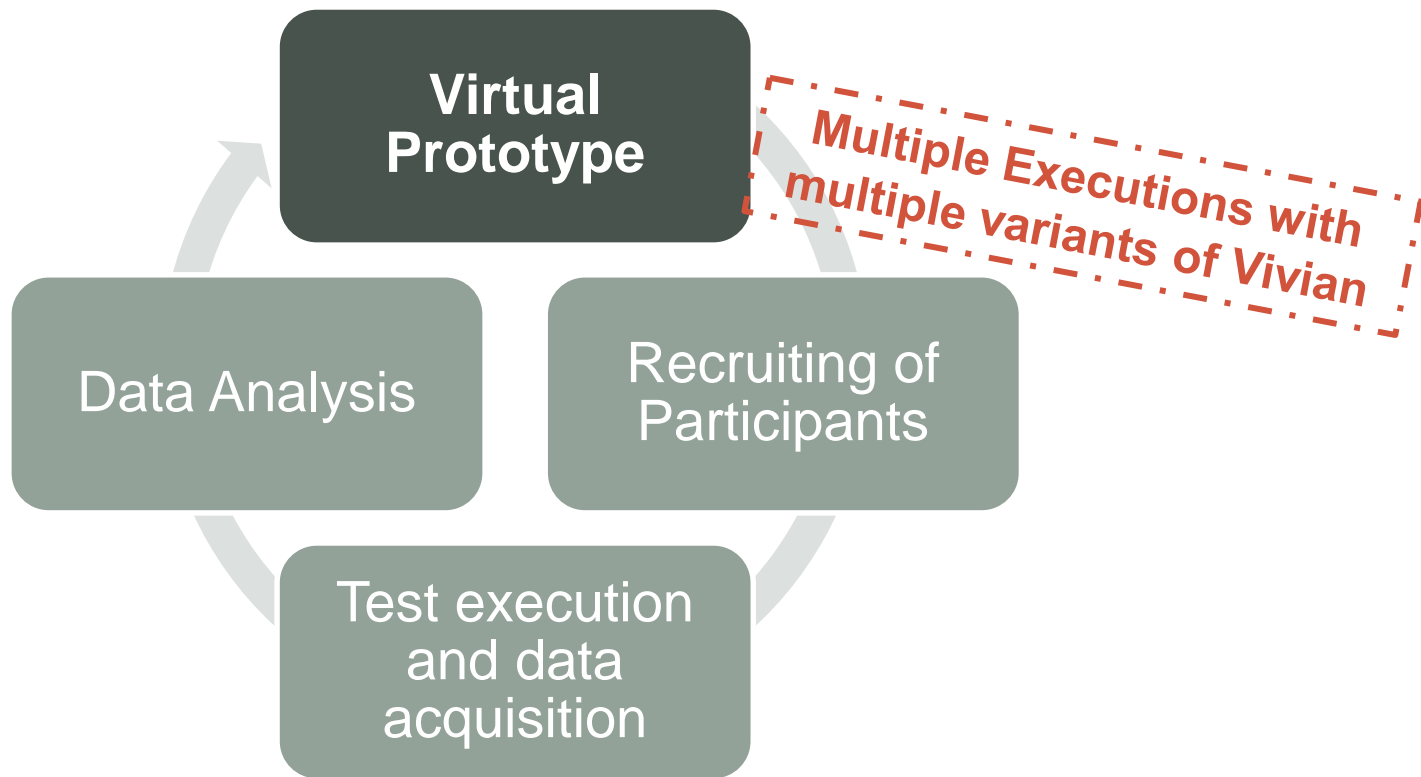 Virtual
Prototype
Multiple Executions with
multiple variants of Vivian
Data Analysis
Recruiting of
Participants
Test execution
and data
acquisition